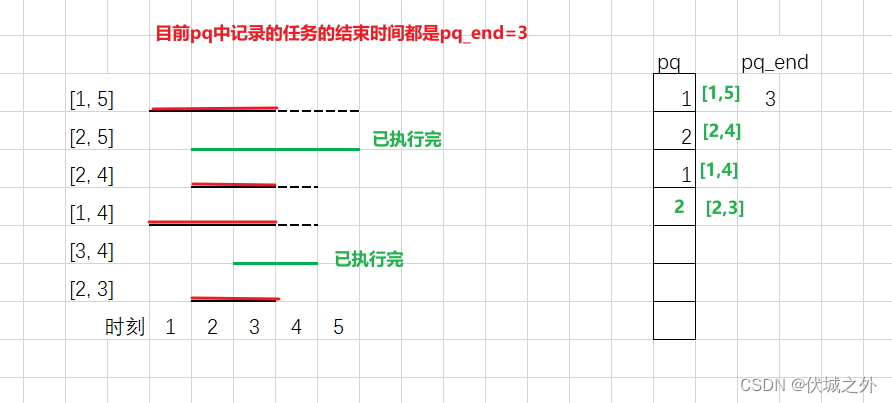 目前pq中记录的任务的结束时间都是pq_end=3
pq pq_end
[1, 5] 1 [1,5] 3
[2, 5] 已执行完 2 [2,4]
[2, 4] 1 [1,4]
[1, 4] 2 [2,3]
[3, 4] 已执行完
[2, 3]
时刻 1 2 3 4 5
CSDN @伏城之外